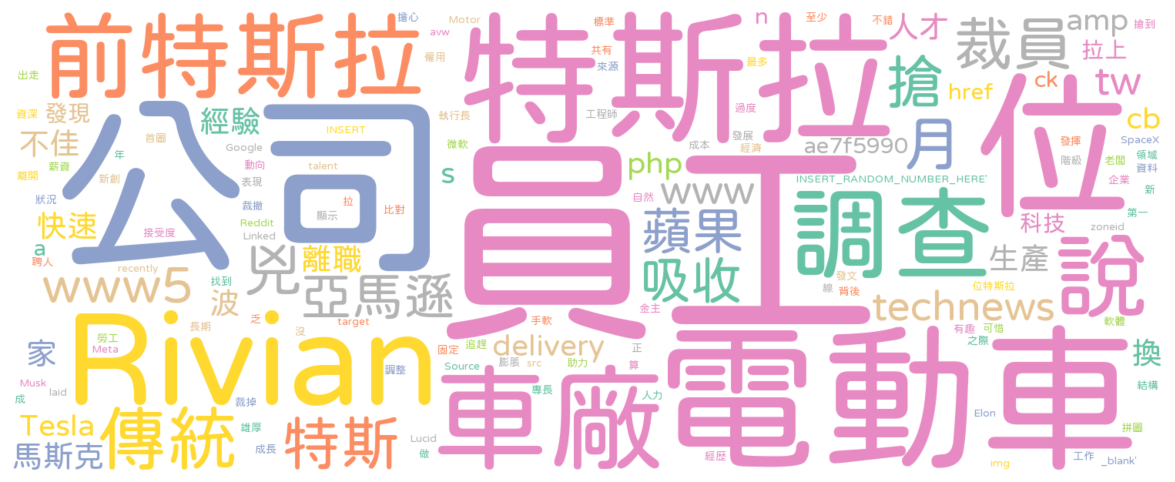 前特斯拉
特斯拉
公司
員工
電動車
Rivian
位
調查
說
車廠
傳統
特斯
搶
月
裁員
人才
amp
拉上
tw
href
ck
cb
SpaceX
n
至少
不錯
搶到
標準
共有
來源
最多
過度
擔心
Motor
avw
僱用
執行長
工程師
微軟
成本
發展
經濟
ae7f5990
php
www
s
自然
INSERT_RANDOM_NUMBER_HERE'
發揮
階級
老闆
領域
資料
企業
新
第一
zoneid
科技
生產
蘋果
吸收
金主
線
發文
背後
位特斯拉
technews
軟體
有趣
可惜
之際
換
結構
Elon
拼圖
工作
_blank'
img
出走
資深
發現
不佳
薪資
離開
年
首圖
新創
經驗
INSERT
Google
動向
表現
talent
裁撤
顯示
拉
比對
Reddit
Linked
狀況
快速
a
聘人
接受度
recently
兇
離職
亞馬遜
www5
波
找到
長期
沒
target
手軟
固定
追趕
delivery
正
算
Source
膨脹
src
助力
專長
人力
家
勞工
Meta
Musk
laid
成
調整
裁掉
Tesla
雄厚
馬斯克
成長
Lucid
做
經歷